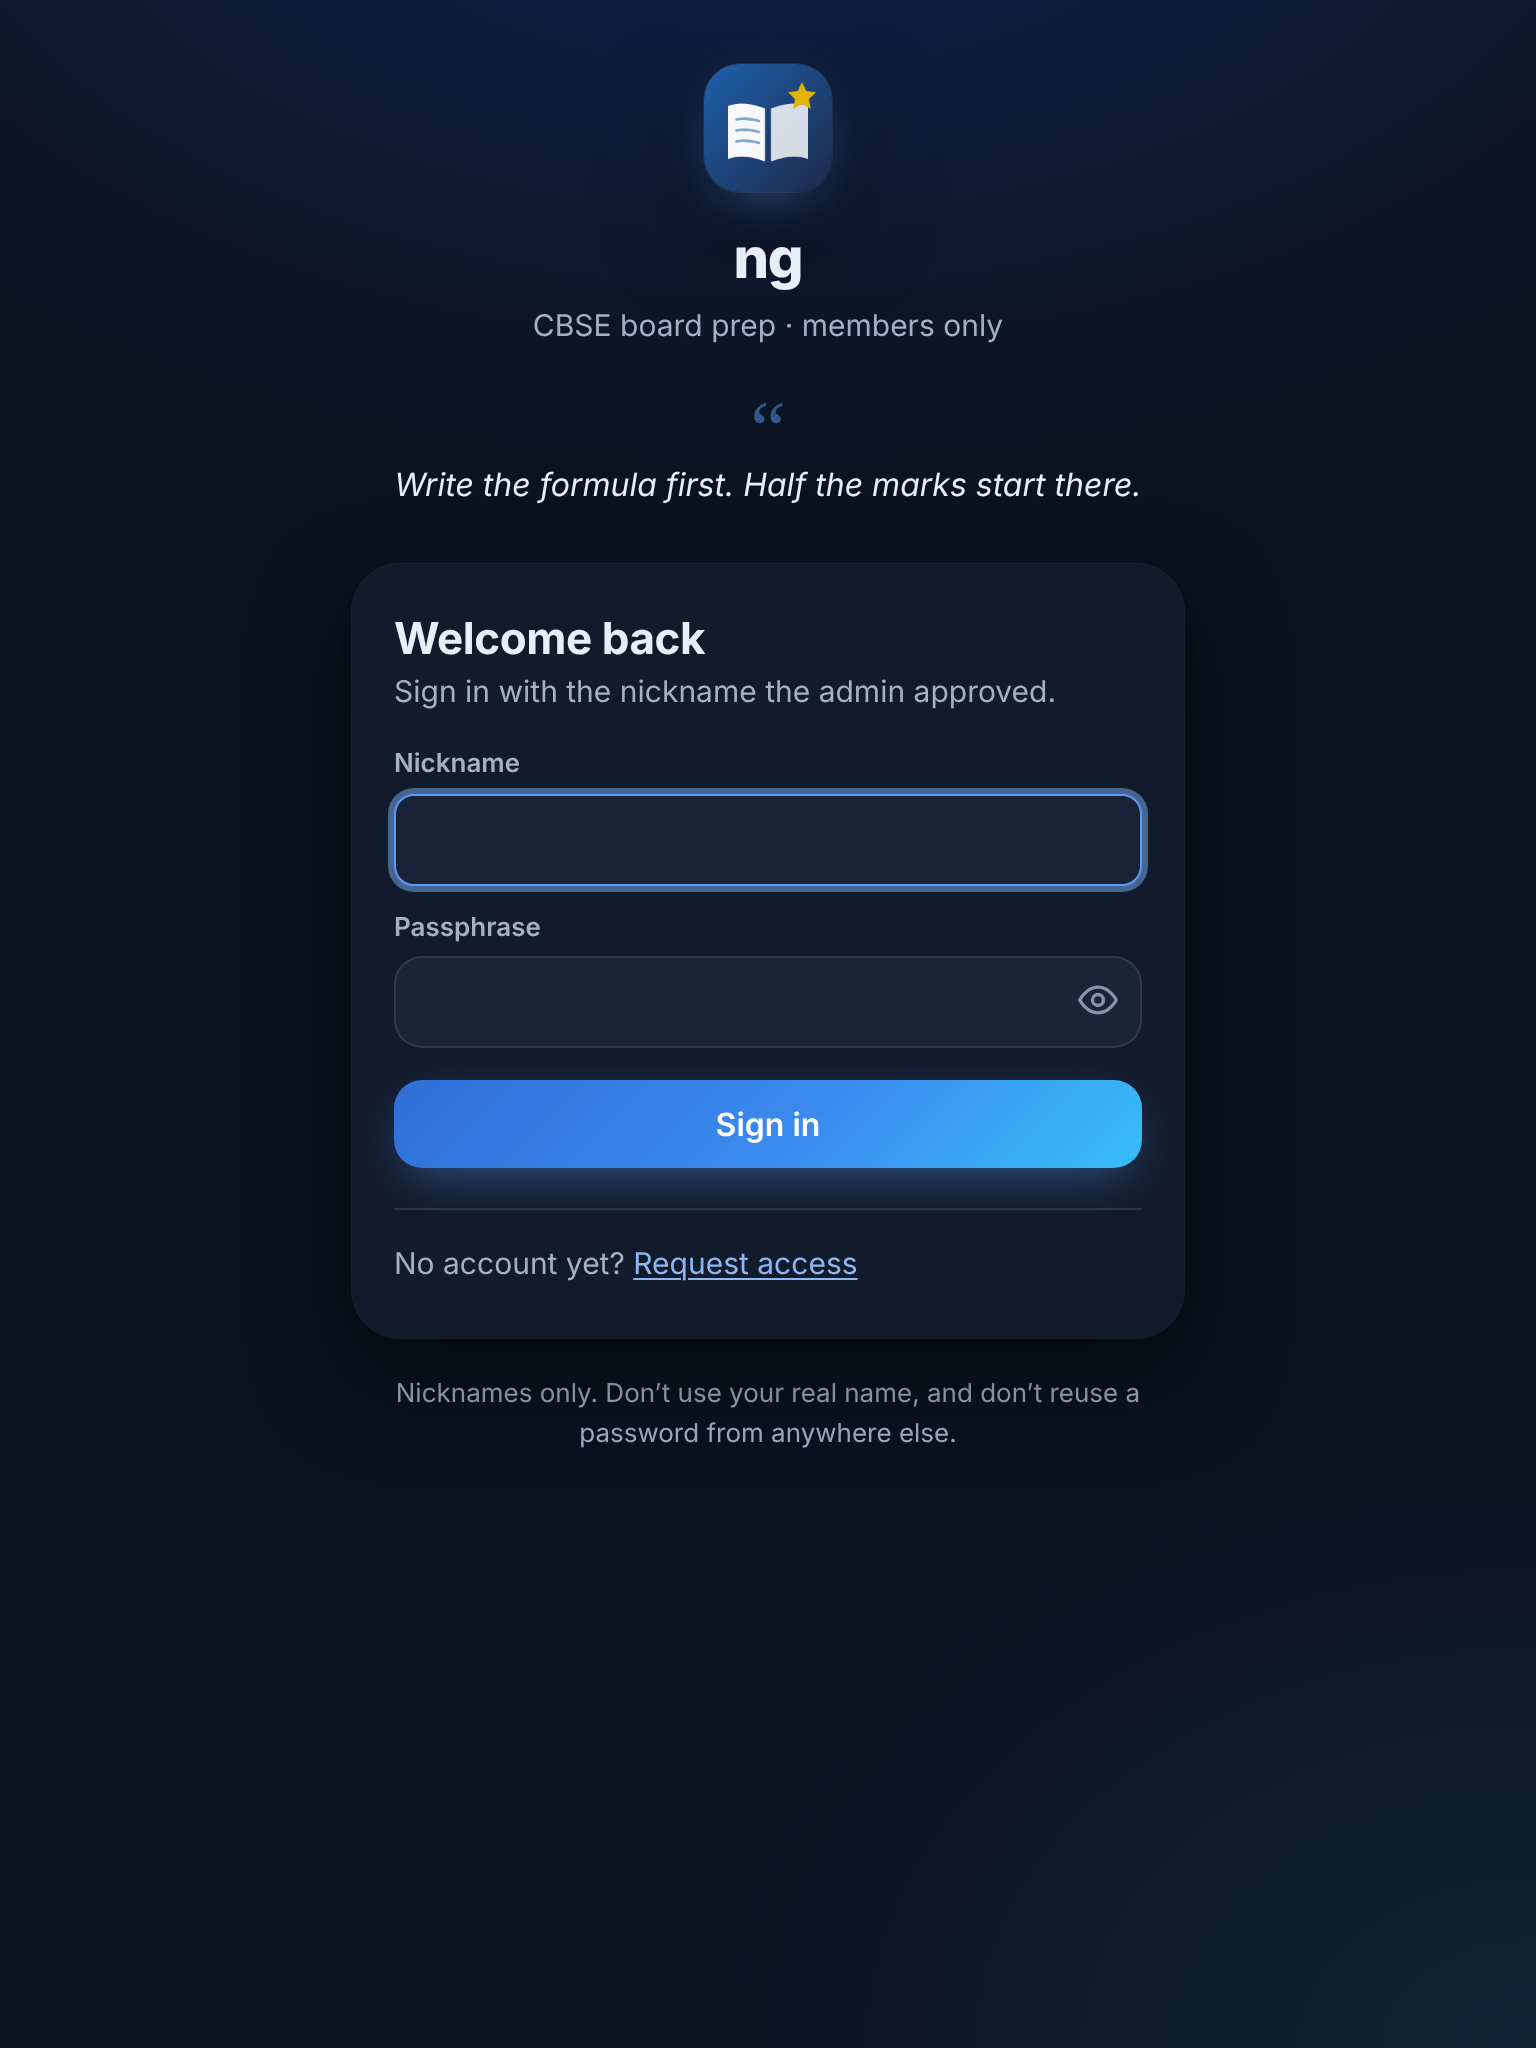 ng
CBSE board prep · members only
“
Write the formula first. Half the marks start there.
Welcome back
Sign in with the nickname the admin approved.
Nickname
Passphrase
Sign in
No account yet? Request access
Nicknames only. Don’t use your real name, and don’t reuse a
password from anywhere else.